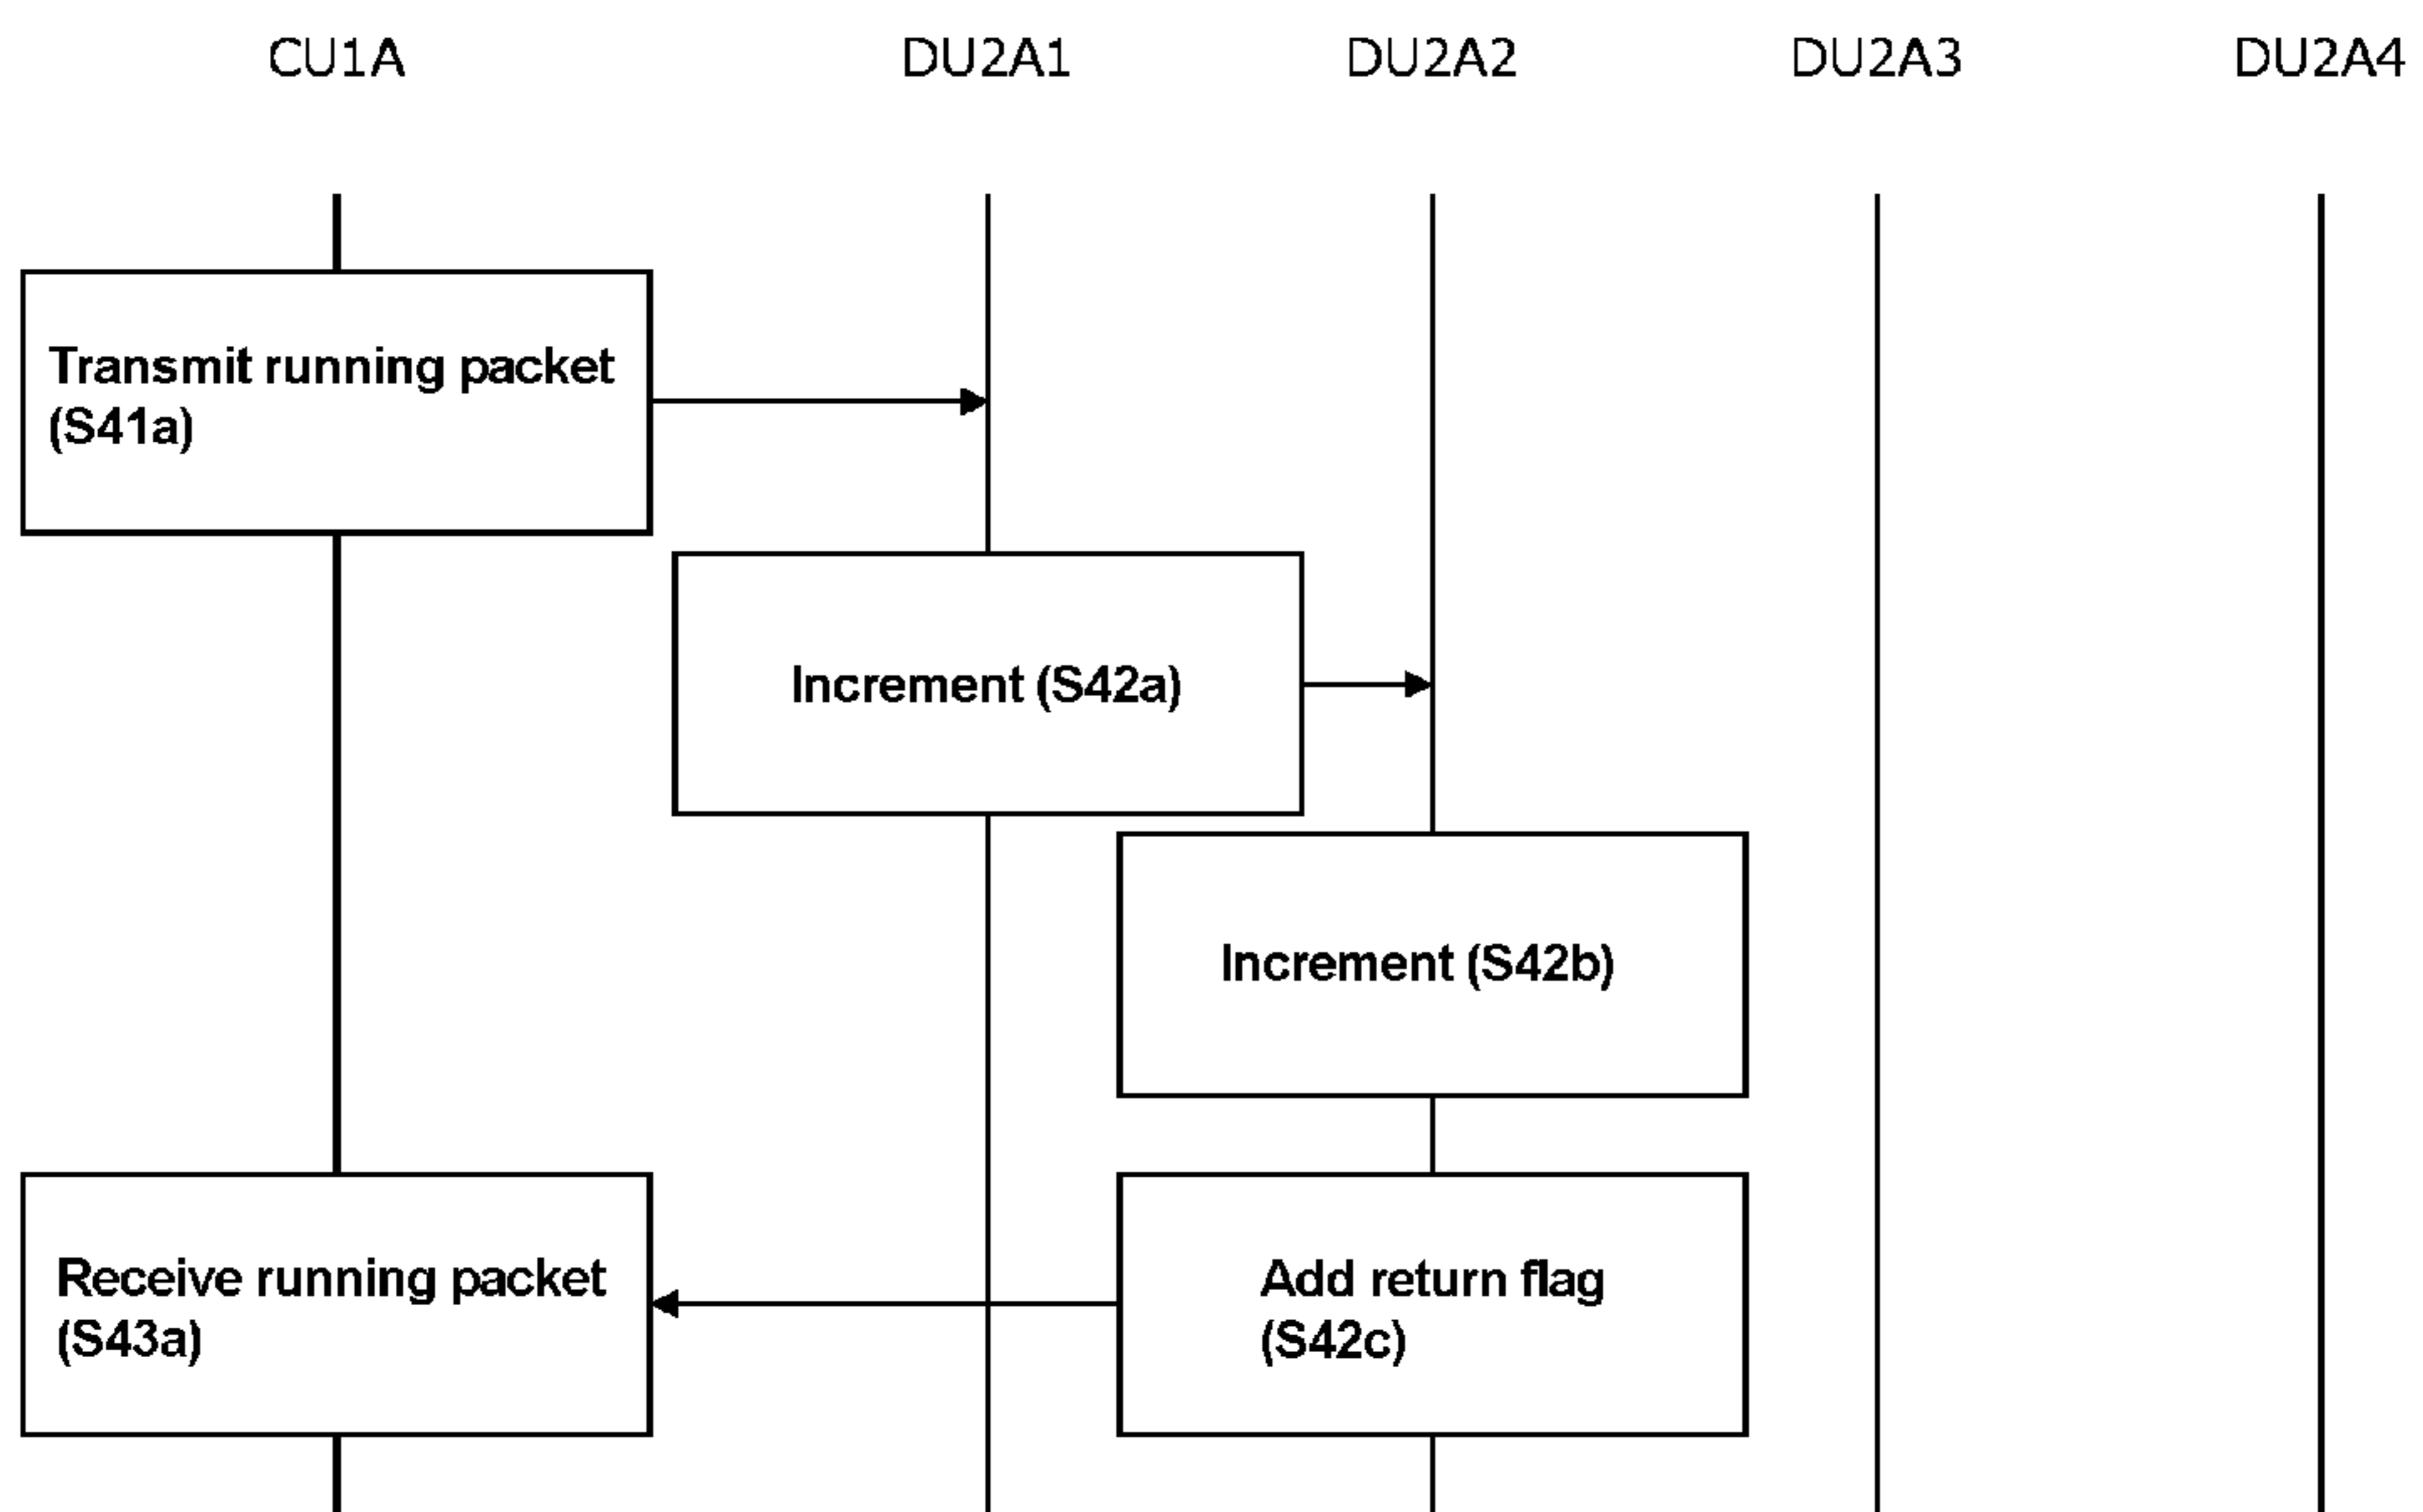 CU1A
DU2A1
DU2A2
DU2A3
DU2A4
Transmit running packet
(S41a)
Increment (S42a)
Increment (S42b)
Receive running packet
(S43a)
Add return flag
(S42c)